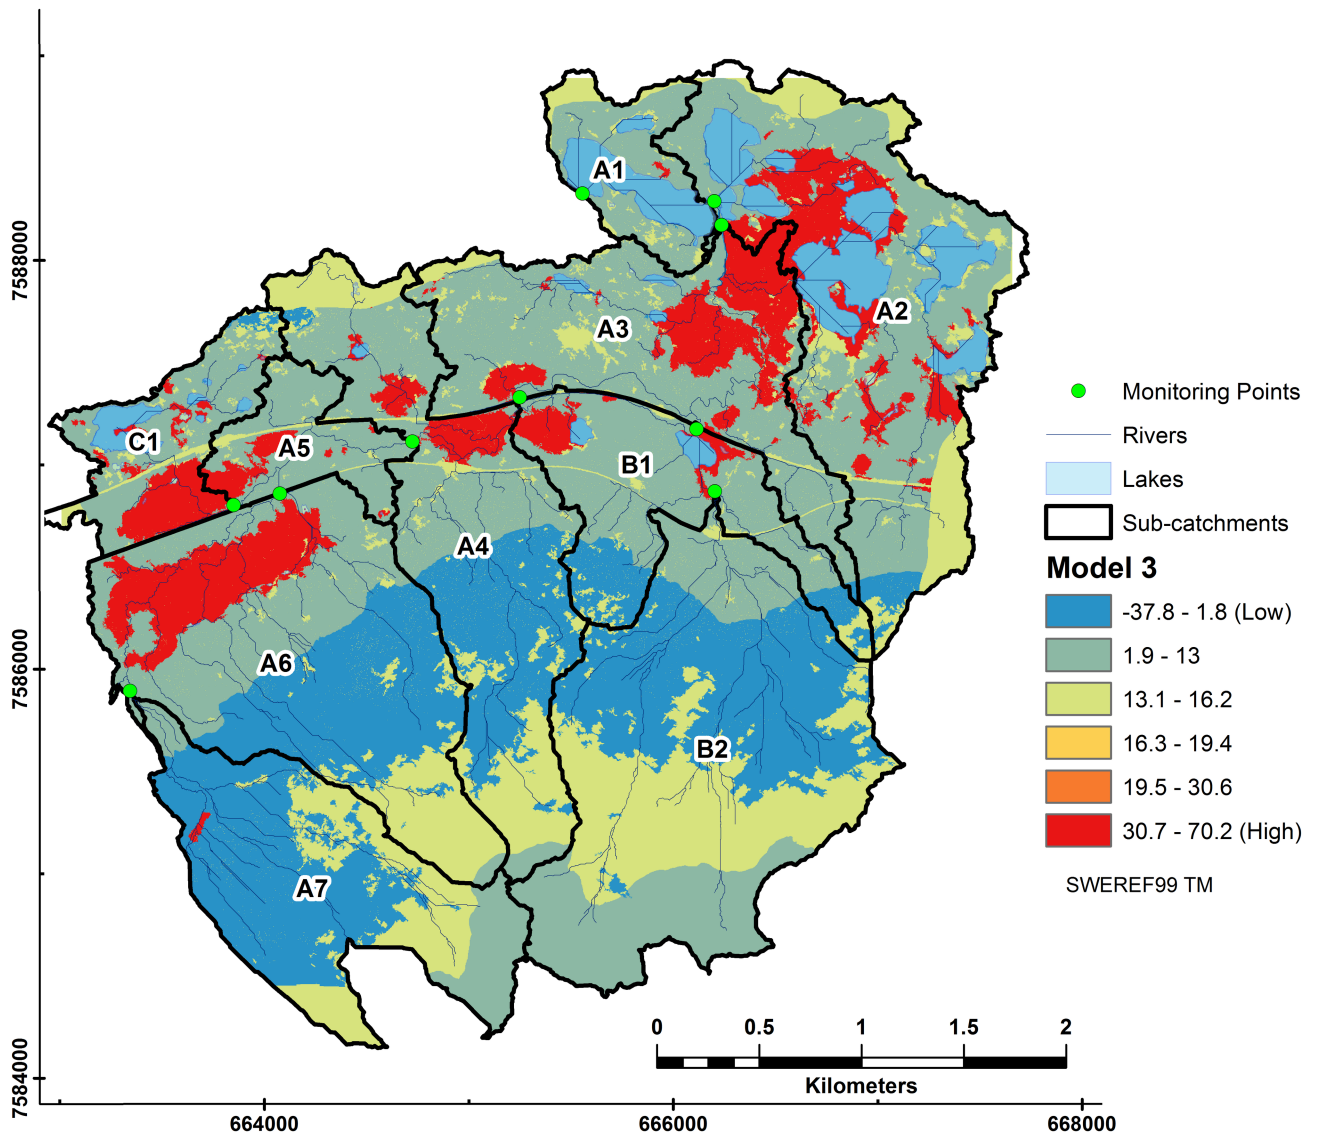 A1
A2
A3
C1
A5
B1
A4
A6
B2
A7
7588000
7586000
7584000
664000
666000
668000
Monitoring Points
Rivers
Lakes
Sub-catchments
Model 3
-37.8 - 1.8 (Low)
1.9 - 13
13.1 - 16.2
16.3 - 19.4
19.5 - 30.6
30.7 - 70.2 (High)
SWEREF99 TM
0 0.5 1 1.5 2
Kilometers